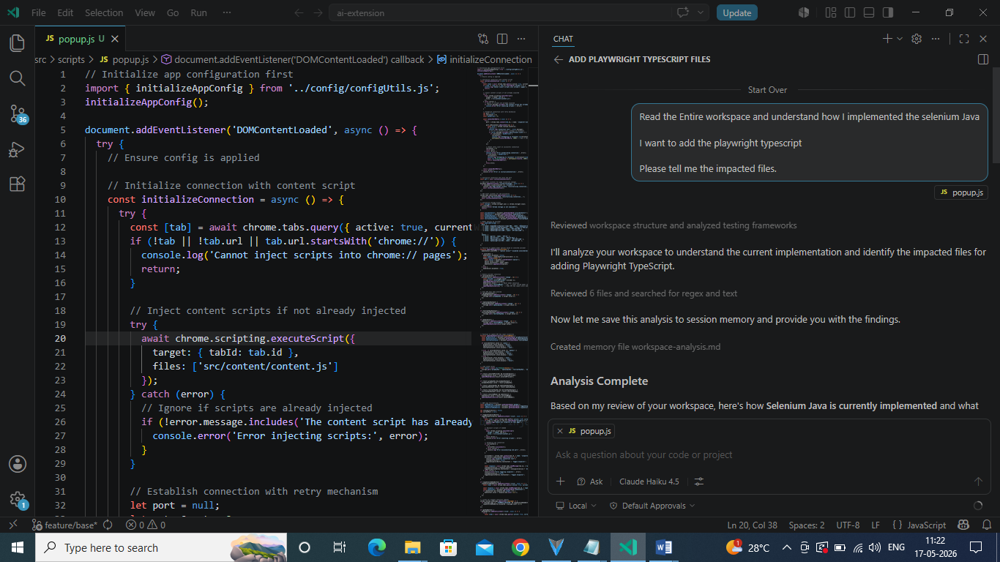 File Edit Selection View Go Run ··· ai-extension Update
JS popup.js U
src > scripts > JS popup.js > document.addEventListener('DOMContentLoaded') callback > initializeConnection
1 // Initialize app configuration first
2 import { initializeAppConfig } from '../config/configUtils.js';
3 initializeAppConfig();
4
5 document.addEventListener('DOMContentLoaded', async () => {
6 try {
7 // Ensure config is applied
8
9 // Initialize connection with content script
10 const initializeConnection = async () => {
11 try {
12 const [tab] = await chrome.tabs.query({ active: true, current
13 if (!tab || !tab.url || tab.url.startsWith('chrome://')) {
14 console.log('Cannot inject scripts into chrome:// pages');
15 return;
16 }
17
18 // Inject content scripts if not already injected
19 try {
20 await chrome.scripting.executeScript({
21 target: { tabId: tab.id },
22 files: ['src/content/content.js']
23 });
24 } catch (error) {
25 // Ignore if scripts are already injected
26 if (!error.message.includes('The content script has already
27 console.error('Error injecting scripts:', error);
28 }
29 }
30
31 // Establish connection with retry mechanism
32 let port = null;
CHAT
ADD PLAYWRIGHT TYPESCRIPT FILES
Start Over
Read the Entire workspace and understand how I implemented the selenium Java
I want to add the playwright typescript
Please tell me the impacted files.
JS popup.js
Reviewed workspace structure and analyzed testing frameworks
I'll analyze your workspace to understand the current implementation and identify the impacted files for
adding Playwright TypeScript.
Reviewed 6 files and searched for regex and text
Now let me save this analysis to session memory and provide you with the findings.
Created memory file workspace-analysis.md
Analysis Complete
Based on my review of your workspace, here's how Selenium Java is currently implemented and what
JS popup.js
Ask a question about your code or project
Ask Claude Haiku 4.5
Local Default Approvals
36
1
feature/base* 0 0 Ln 20, Col 38 Spaces: 2 UTF-8 LF { } JavaScript
Type here to search 1 28°C ENG 11:22
17-05-2026